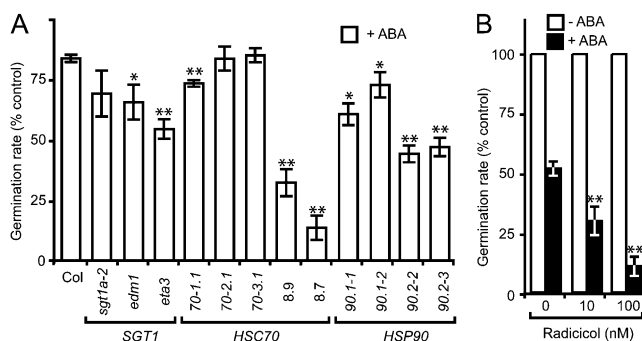 A
Germination rate (% control)
75
50
25
0
+ ABA
*
**
**
**
**
*
*
**
**
Col
sgt1a-2
edm1
eta3
70-1.1
70-2.1
70-3.1
8.9
8.7
90.1-1
90.1-2
90.2-2
90.2-3
SGT1
HSC70
HSP90
B
- ABA
+ ABA
Germination rate (% control)
100
75
50
25
0
**
**
0
10
100
Radicicol (nM)